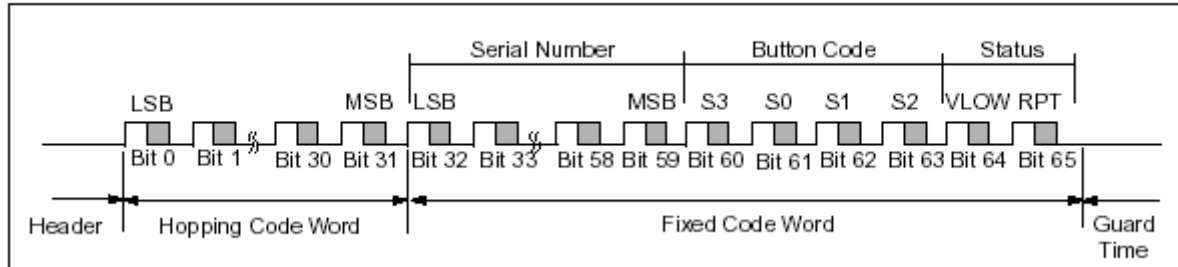 Serial Number Button Code Status
LSB MSB LSB MSB S3 S0 S1 S2 VLOW RPT
Bit 0 Bit 1 Bit 30 Bit 31 Bit 32 Bit 33 Bit 58 Bit 59 Bit 60 Bit 61 Bit 62 Bit 63 Bit 64 Bit 65
Header Hopping Code Word Fixed Code Word Guard
Time